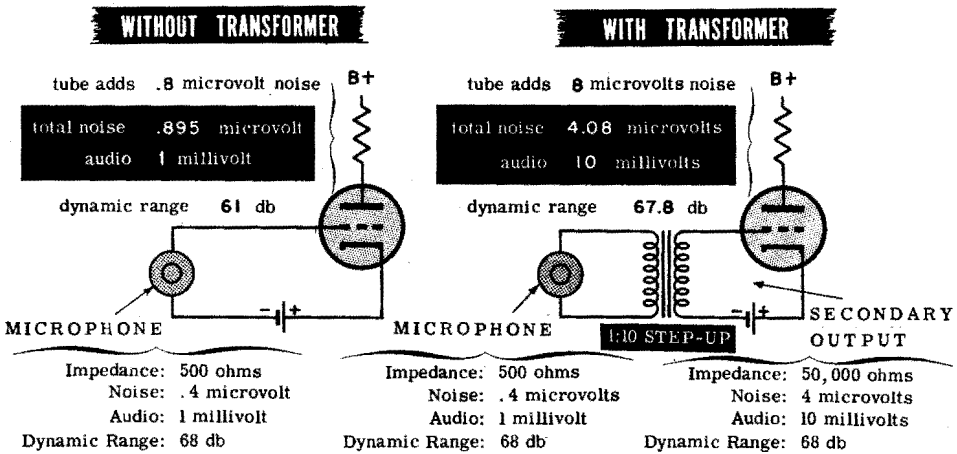 WITHOUT TRANSFORMER
tube adds .8 microvolt noise
B+
total noise .895 microvolt
audio 1 millivolt
dynamic range 61 db
- +
MICROPHONE
Impedance: 500 ohms
Noise: .4 microvolt
Audio: 1 millivolt
Dynamic Range: 68 db
WITH TRANSFORMER
tube adds 8 microvolts noise
B+
total noise 4.08 microvolts
audio 10 millivolts
dynamic range 67.8 db
- +
MICROPHONE
1:10 STEP-UP
SECONDARY
OUTPUT
Impedance: 500 ohms
Noise: .4 microvolts
Audio: 1 millivolt
Dynamic Range: 68 db
Impedance: 50,000 ohms
Noise: 4 microvolts
Audio: 10 millivolts
Dynamic Range: 68 db